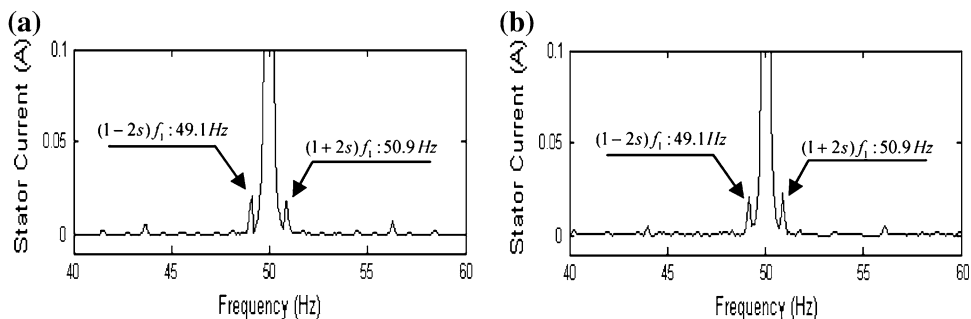 (a)
Stator Current (A)
0.1
0.05
0
(1 − 2s) f₁ : 49.1 Hz
(1 + 2s) f₁ : 50.9 Hz
40 45 50 55 60
Frequency (Hz)
(b)
Stator Current (A)
0.1
0.05
0
(1 − 2s) f₁ : 49.1 Hz
(1 + 2s) f₁ : 50.9 Hz
40 45 50 55 60
Frequency (Hz)